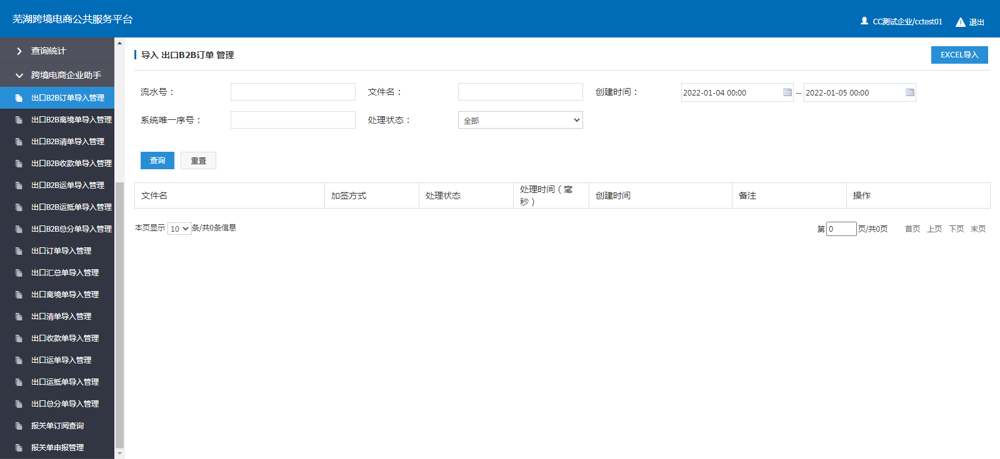 芜湖跨境电商公共服务平台
CC测试企业/cctest01
退出
查询统计
跨境电商企业助手
出口B2B订单导入管理
出口B2B离境单导入管理
出口B2B清单导入管理
出口B2B收款单导入管理
出口B2B运单导入管理
出口B2B运抵单导入管理
出口B2B总分单导入管理
出口订单导入管理
出口汇总单导入管理
出口离境单导入管理
出口清单导入管理
出口收款单导入管理
出口运单导入管理
出口运抵单导入管理
出口总分单导入管理
报关单订阅查询
报关单申报管理
导入 出口B2B订单 管理
EXCEL导入
流水号：
文件名：
创建时间：
2022-01-04 00:00
--
2022-01-05 00:00
系统唯一序号：
处理状态：
全部
查询
重置
文件名
加签方式
处理状态
处理时间（毫
秒）
创建时间
备注
操作
本页显示 10 条/共0条信息
第 0 页/共0页
首页 上页 下页 末页